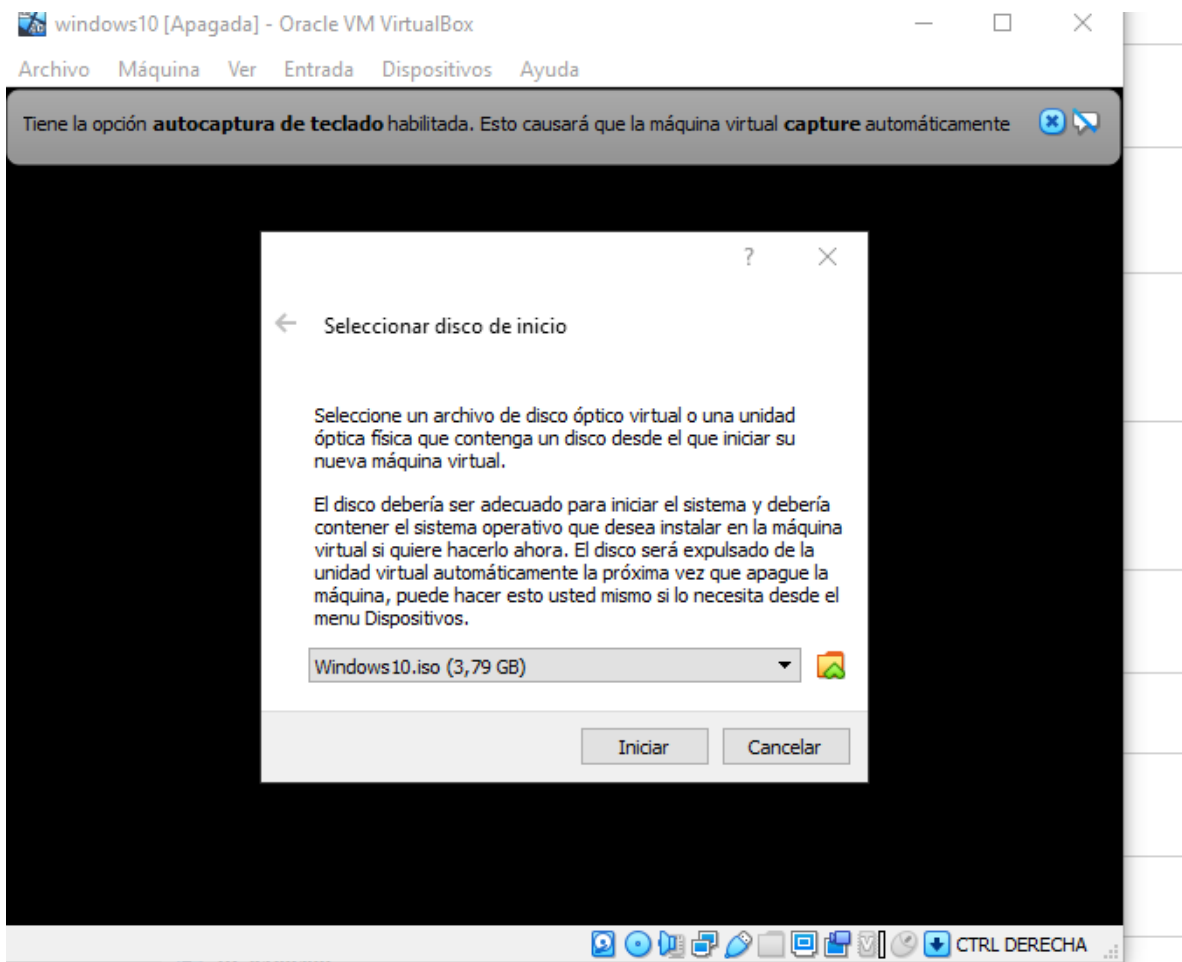 windows10 [Apagada] - Oracle VM VirtualBox
Archivo Máquina Ver Entrada Dispositivos Ayuda
Tiene la opción autocaptura de teclado habilitada. Esto causará que la máquina virtual capture automáticamente
?
Seleccionar disco de inicio
Seleccione un archivo de disco óptico virtual o una unidad
óptica física que contenga un disco desde el que iniciar su
nueva máquina virtual.
El disco debería ser adecuado para iniciar el sistema y debería
contener el sistema operativo que desea instalar en la máquina
virtual si quiere hacerlo ahora. El disco será expulsado de la
unidad virtual automáticamente la próxima vez que apague la
máquina, puede hacer esto usted mismo si lo necesita desde el
menu Dispositivos.
Windows10.iso (3,79 GB)
Iniciar Cancelar
CTRL DERECHA